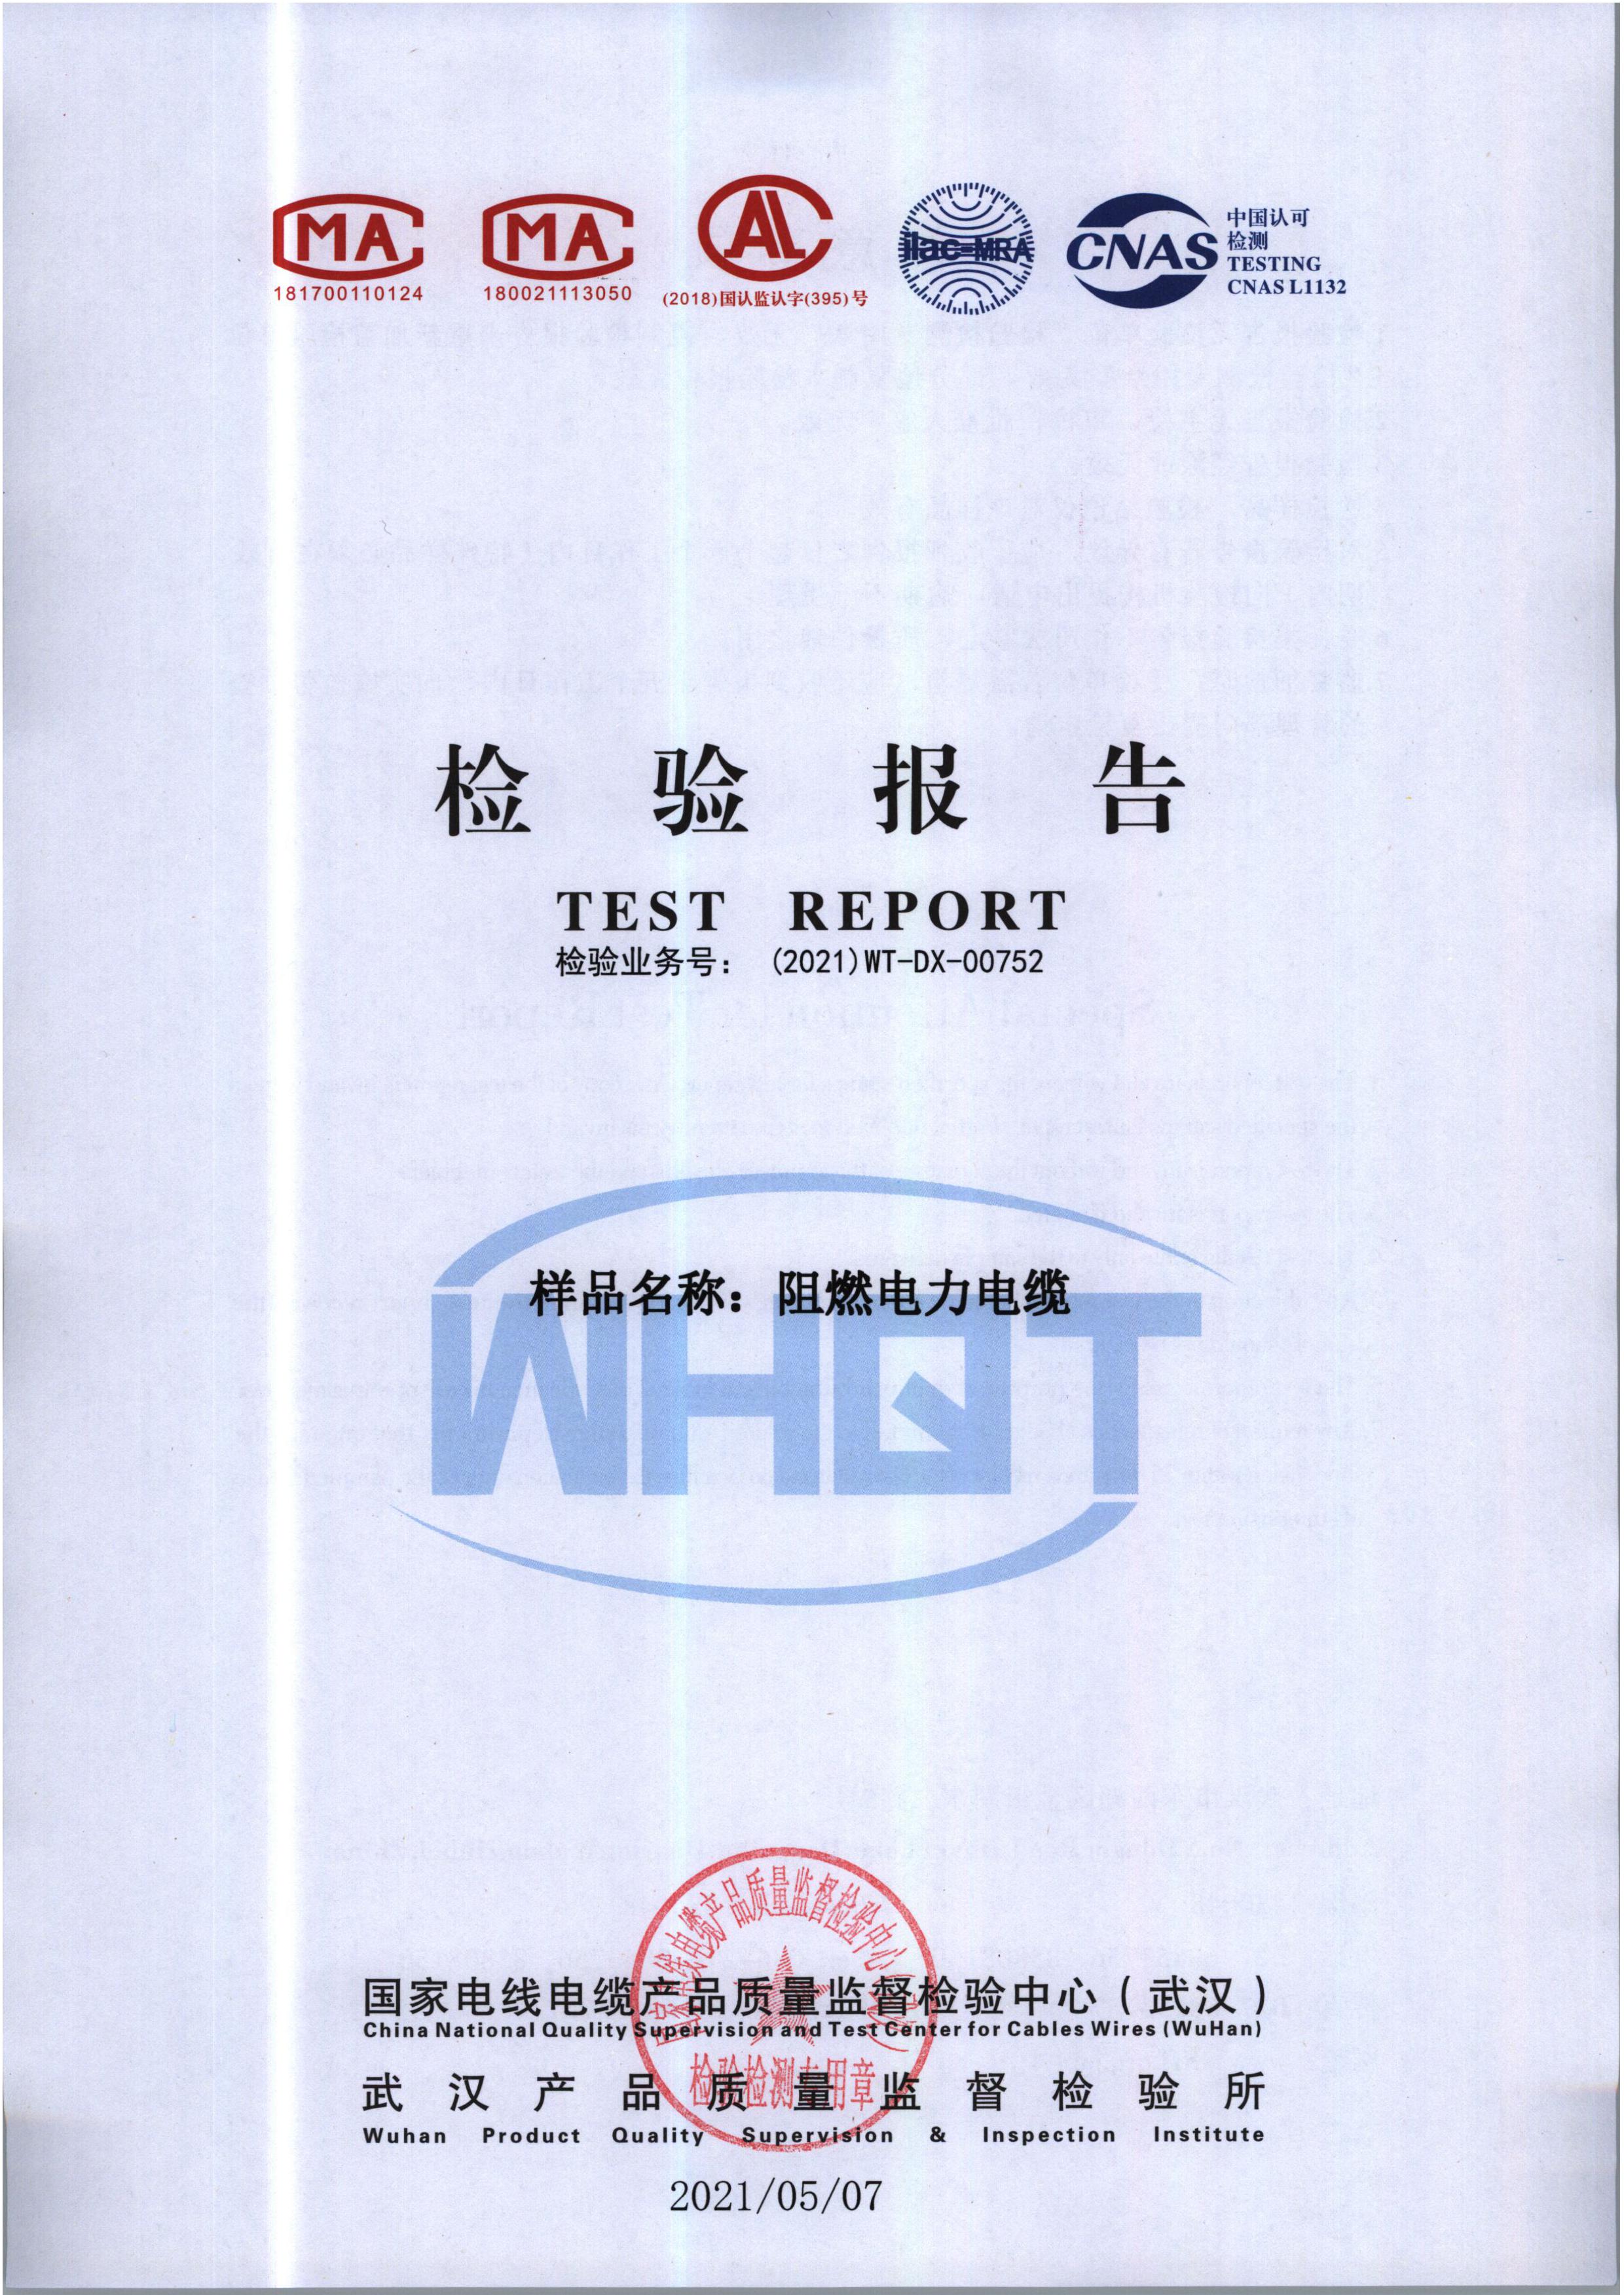 MA MA AL ilac-MRA CNAS 中国认可
检测
TESTING
CNAS L1132
181700110124 180021113050 (2018)国认监认字(395)号
检验报告
TEST REPORT
检验业务号： (2021)WT-DX-00752
样品名称：阻燃电力电缆
WHQT
国家电线电缆产品质量监督检验中心（武汉）
检验检测专用章
国家电线电缆产品质量监督检验中心（武汉）
China National Quality Supervision and Test Center for Cables Wires (WuHan)
武汉产品质量监督检验所
Wuhan Product Quality Supervision & Inspection Institute
2021/05/07